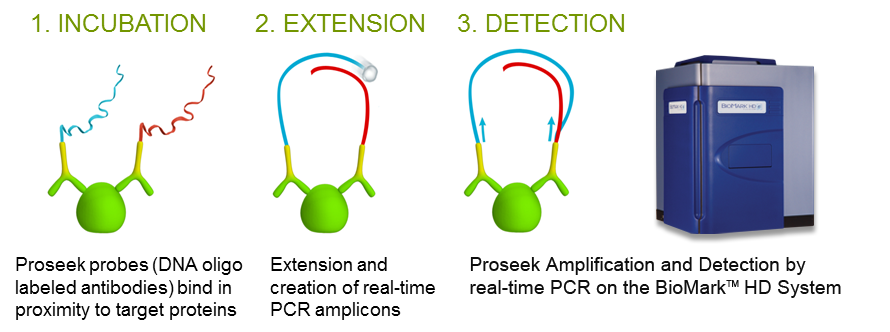 1. INCUBATION
2. EXTENSION
3. DETECTION
BIOMARK HD
Proseek probes (DNA oligo
labeled antibodies) bind in
proximity to target proteins
Extension and
creation of real-time
PCR amplicons
Proseek Amplification and Detection by
real-time PCR on the BioMark™ HD System